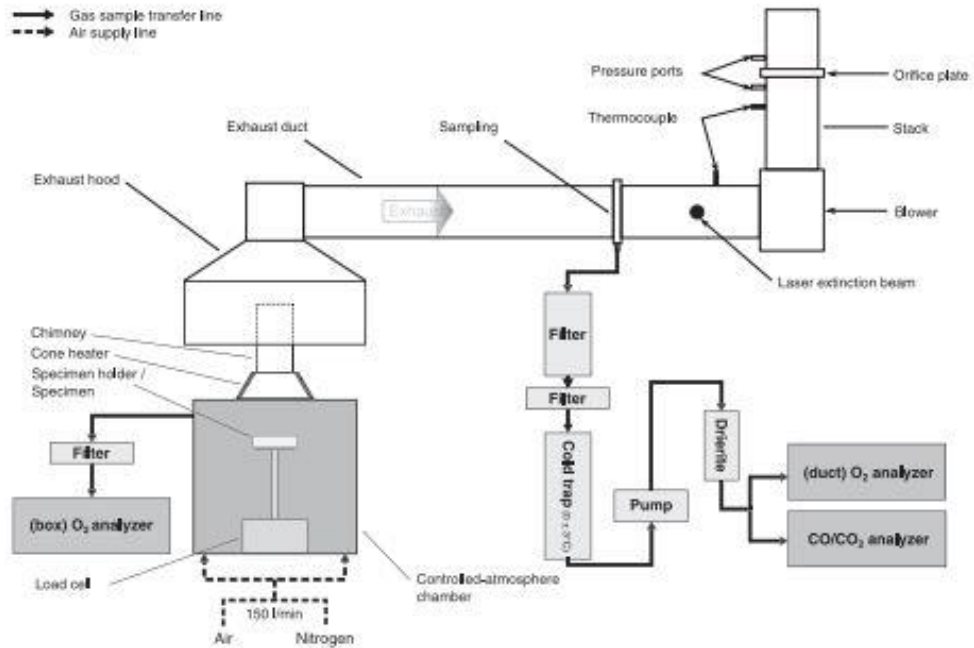 Gas sample transfer line
Air supply line
Pressure ports
Orifice plate
Thermocouple
Stack
Sampling
Exhaust duct
Exhaust hood
Exhaust
Blower
Laser extinction beam
Chimney
Cone heater
Specimen holder /
Specimen
Filter
Filter
Filter
(box) O₂ analyzer
Cold trap
Pump
Drierite
(duct) O₂ analyzer
CO/CO₂ analyzer
Load cell
Controlled-atmosphere
chamber
150 l/min
Air
Nitrogen